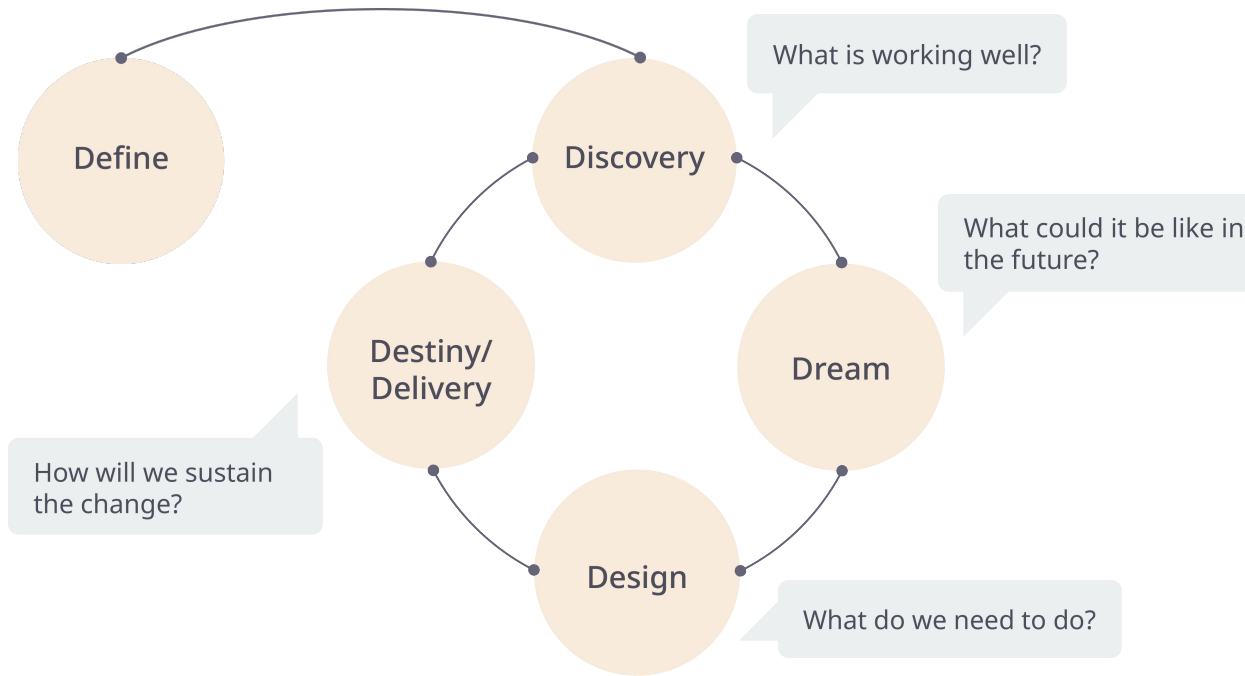 Define
Discovery
What is working well?
What could it be like in
the future?
Dream
Destiny/
Delivery
How will we sustain
the change?
Design
What do we need to do?